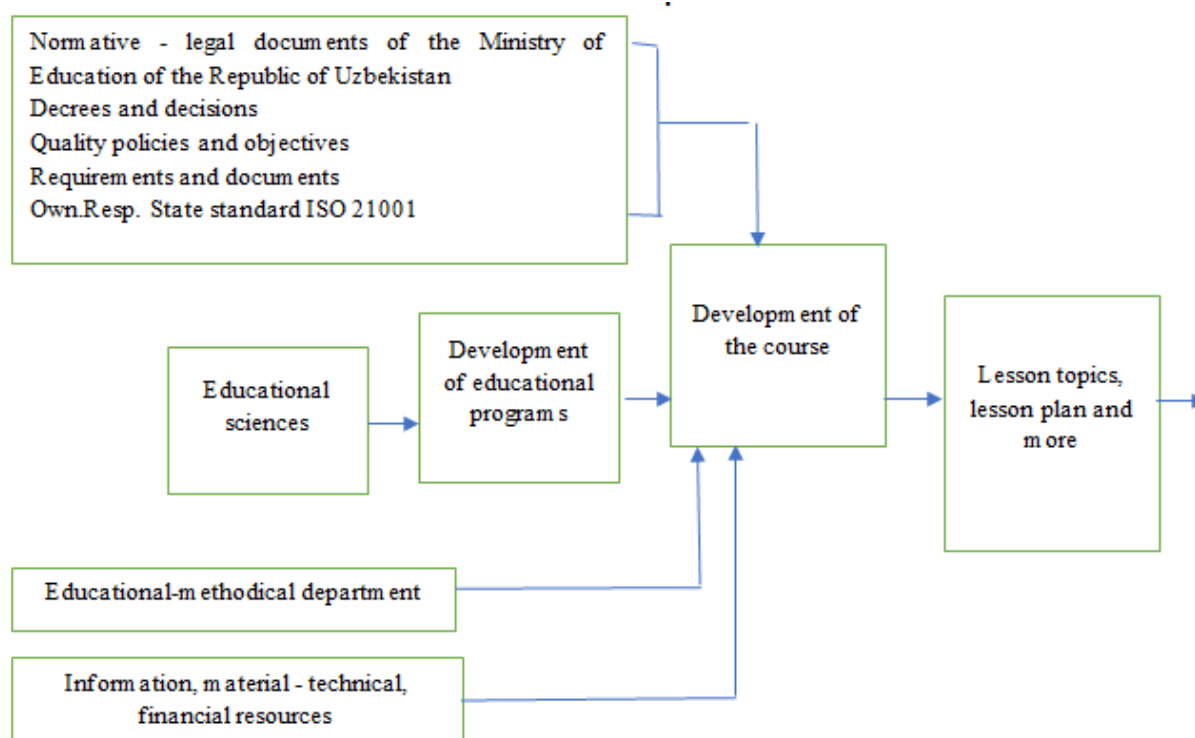 Normative - legal documents of the Ministry of
Education of the Republic of Uzbekistan
Decrees and decisions
Quality policies and objectives
Requirements and documents
Own.Resp. State standard ISO 21001
Development of
the course
Educational
sciences
Development
of educational
programs
Lesson topics,
lesson plan and
more
Educational-methodical department
Information, material - technical,
financial resources